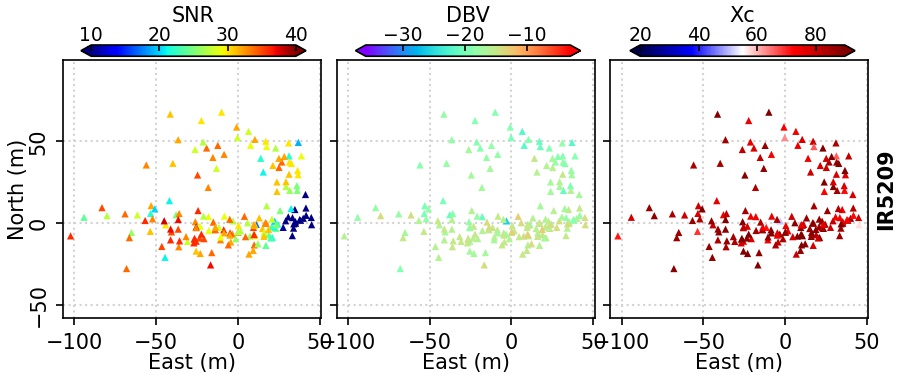 SNR DBV Xc
10 20 30 40 −30 −20 −10 20 40 60 80
North (m)
50
0
−50
IR5209
−100 −50 0 50 −100 −50 0 50 −100 −50 0 50
East (m) East (m) East (m)